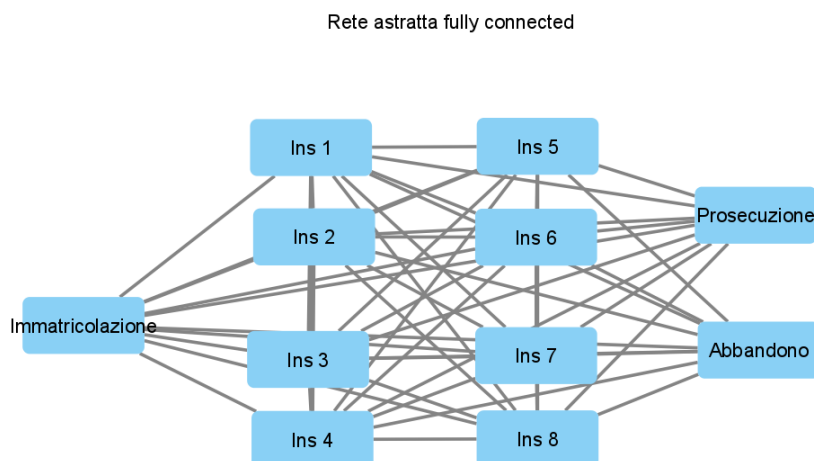 Rete astratta fully connected
Ins 1
Ins 5
Ins 2
Ins 6
Prosecuzione
Immatricolazione
Ins 3
Ins 7
Abbandono
Ins 4
Ins 8